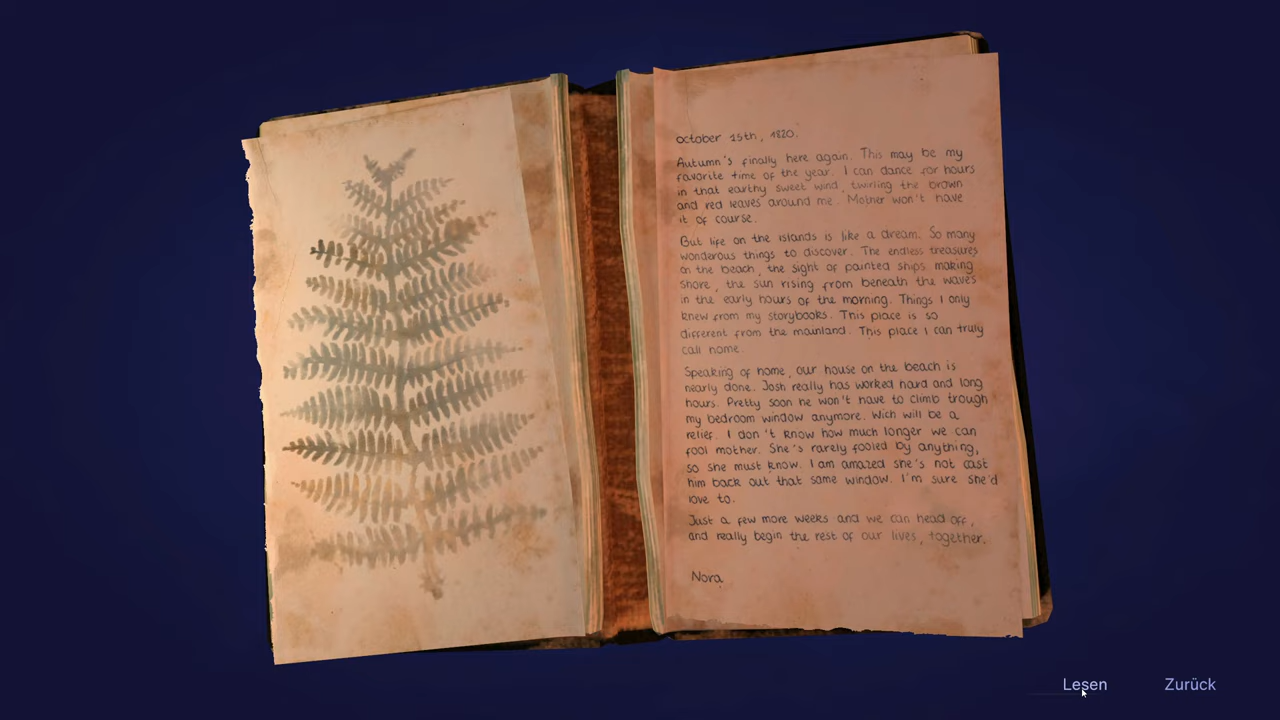 october 15th, 1820.
Autumn's finally here again. This may be my
favorite time of the year. I can dance for hours
in that earthy sweet wind, twirling the brown
and red leaves around me. Mother won't have
it of course.
But life on the islands is like a dream. So many
wonderous things to discover. The endless treasures
on the beach, the sight of painted ships making
shore, the sun rising from beneath the waves
in the early hours of the morning. Things I only
knew from my storybooks. This place is so
different from the mainland. This place I can truly
call home.
Speaking of home, our house on the beach is
nearly done. Josh really has worked hard and long
hours. Pretty soon he won't have to climb trough
my bedroom window anymore. Wich will be a
relief. I don't know how much longer we can
fool mother. She's rarely fooled by anything,
so she must know. I am amazed she's not cast
him back out that same window. I'm sure she'd
love to.
Just a few more weeks and we can head off,
and really begin the rest of our lives, together.
Nora
Lesen Zurück